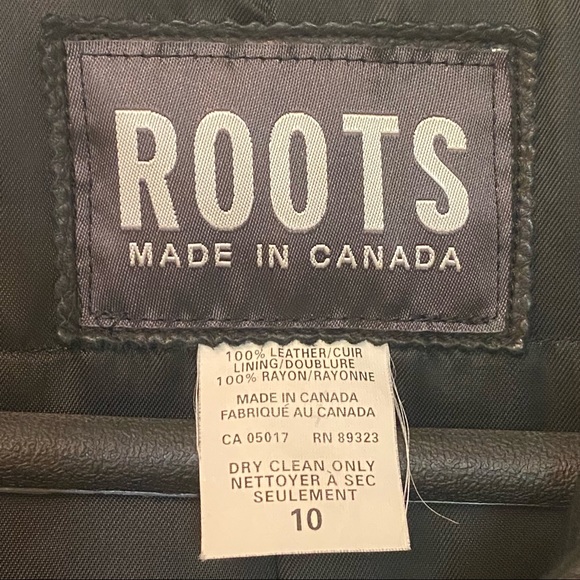 ROOTS
MADE IN CANADA
100% LEATHER/CUIR
LINING/DOUBLURE
100% RAYON/RAYONNE
MADE IN CANADA
FABRIQUÉ AU CANADA
CA 05017 RN 89323
DRY CLEAN ONLY
NETTOYER À SEC
SEULEMENT
10